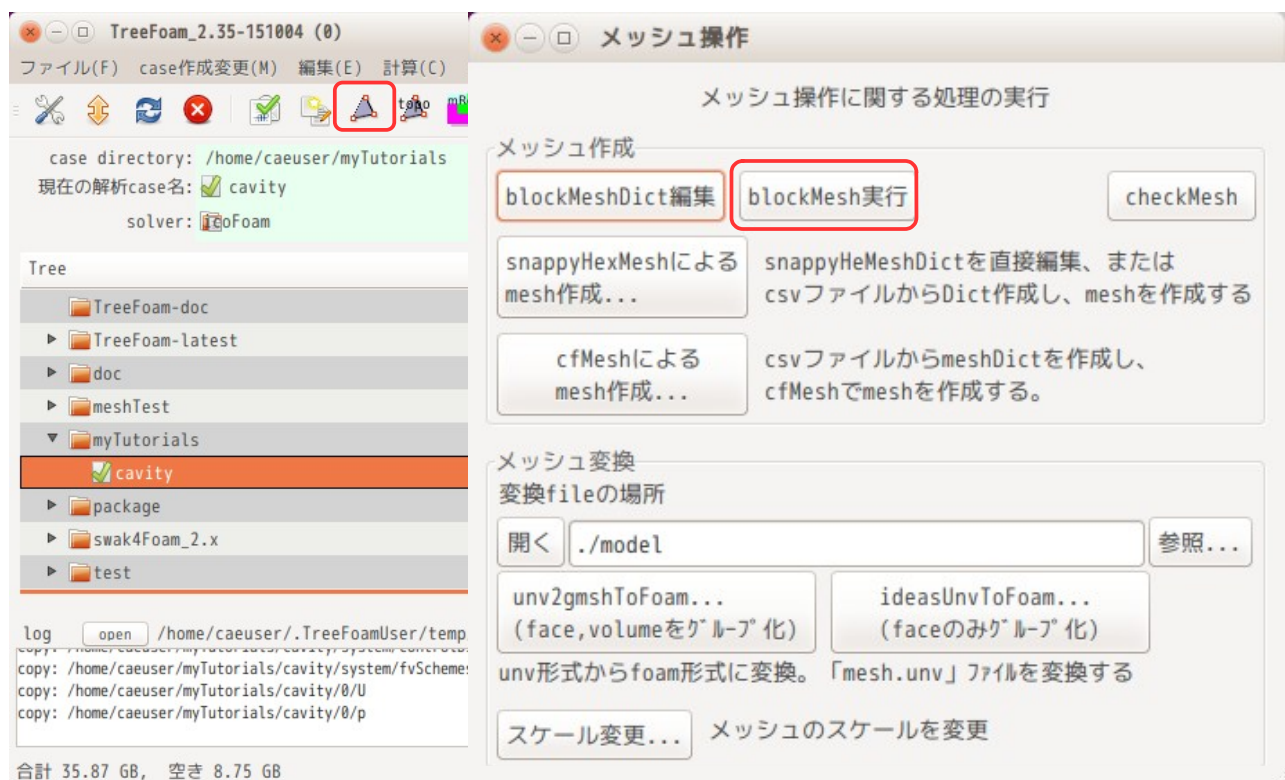 TreeFoam_2.35-151004 (0)
ファイル(F) case作成変更(M) 編集(E) 計算(C)
case directory: /home/caeuser/myTutorials
現在の解析case名: cavity
solver: icoFoam
Tree
TreeFoam-doc
TreeFoam-latest
doc
meshTest
myTutorials
cavity
package
swak4Foam_2.x
test
log open /home/caeuser/.TreeFoamUser/temp
copy: /home/caeuser/myTutorials/cavity/system/fvScheme
copy: /home/caeuser/myTutorials/cavity/0/U
copy: /home/caeuser/myTutorials/cavity/0/p
合計 35.87 GB, 空き 8.75 GB
メッシュ操作
メッシュ操作に関する処理の実行
メッシュ作成
blockMeshDict編集 blockMesh実行 checkMesh
snappyHexMeshによる
mesh作成...
snappyHeMeshDictを直接編集、または
csvファイルからDict作成し、meshを作成する
cfMeshによる
mesh作成...
csvファイルからmeshDictを作成し、
cfMeshでmeshを作成する。
メッシュ変換
変換fileの場所
開く ./model 参照...
unv2gmshToFoam...
(face,volumeをｸﾞﾙｰﾌﾟ化)
ideasUnvToFoam...
(faceのみｸﾞﾙｰﾌﾟ化)
unv形式からfoam形式に変換。「mesh.unv」ﾌｧｲﾙを変換する
スケール変更... メッシュのスケールを変更